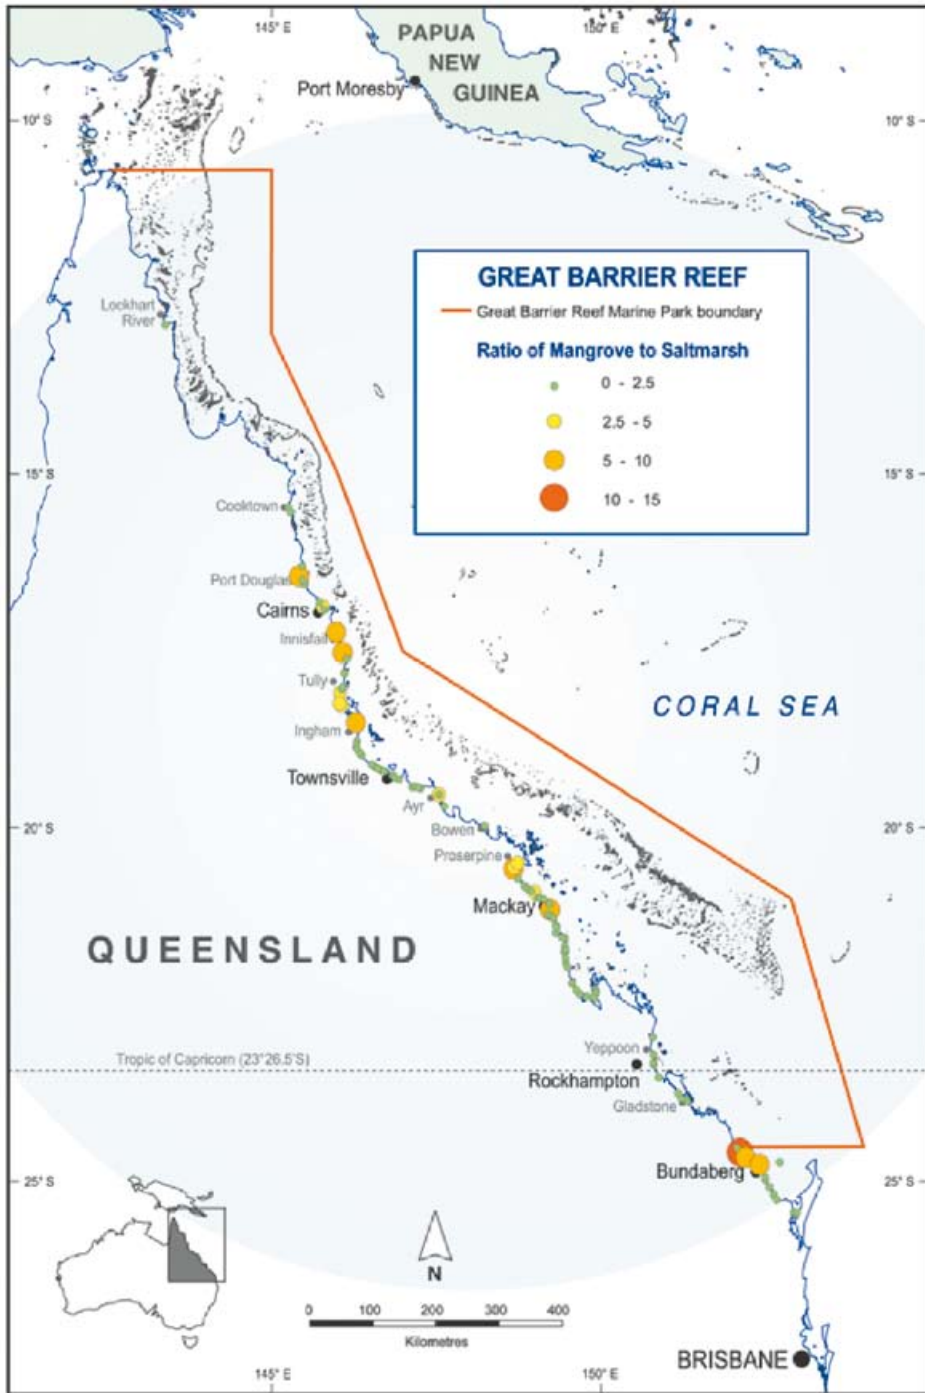 145° E
150° E
PAPUA
NEW
GUINEA
Port Moresby
10° S
10° S
GREAT BARRIER REEF
Great Barrier Reef Marine Park boundary
Ratio of Mangrove to Saltmarsh
0 - 2.5
2.5 - 5
5 - 10
10 - 15
Lockhart
River
15° S
15° S
Cooktown
Port Douglas
Cairns
Innisfail
Tully
CORAL SEA
Ingham
Townsville
Ayr
20° S
20° S
Bowen
Proserpine
Mackay
QUEENSLAND
Yeppoon
Tropic of Capricorn (23°26.5'S)
Rockhampton
Gladstone
Bundaberg
25° S
25° S
N
0 100 200 300 400
Kilometres
BRISBANE
145° E
150° E